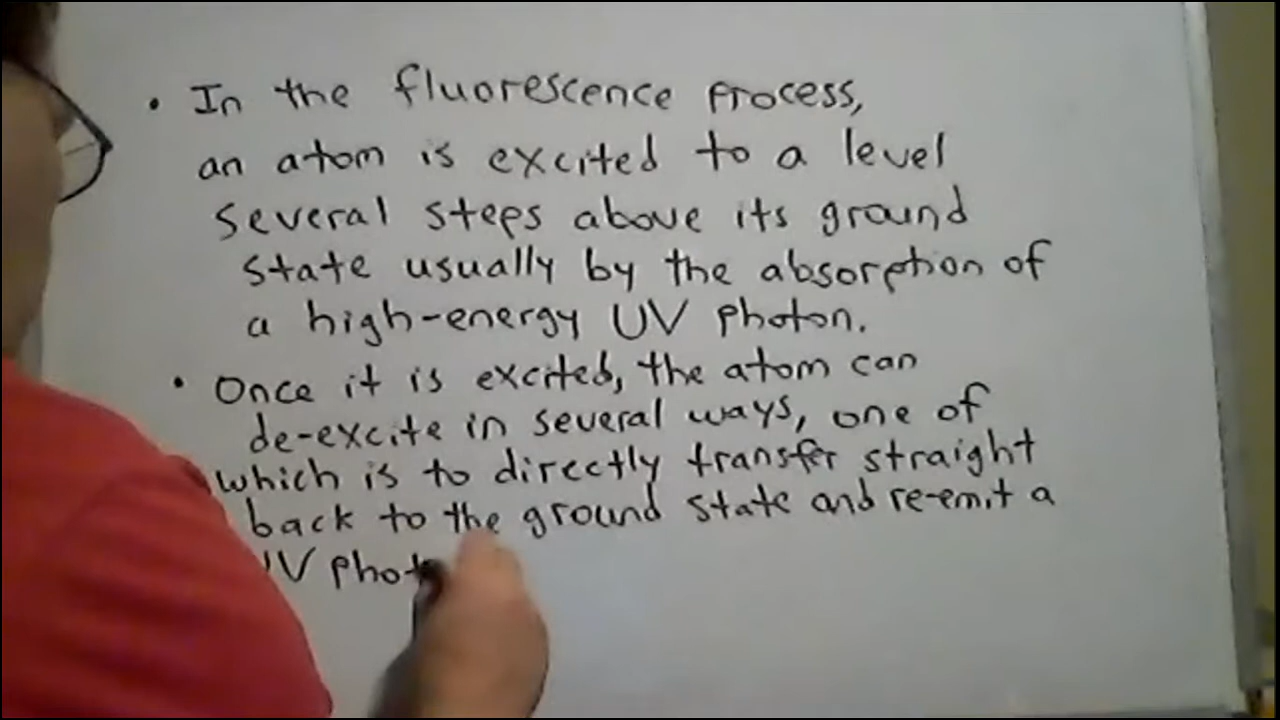 • In the fluorescence process,
an atom is excited to a level
several steps above its ground
state usually by the absorption of
a high-energy UV photon.
• Once it is excited, the atom can
de-excite in several ways, one of
which is to directly transfer straight
back to the ground state and re-emit a
UV phot